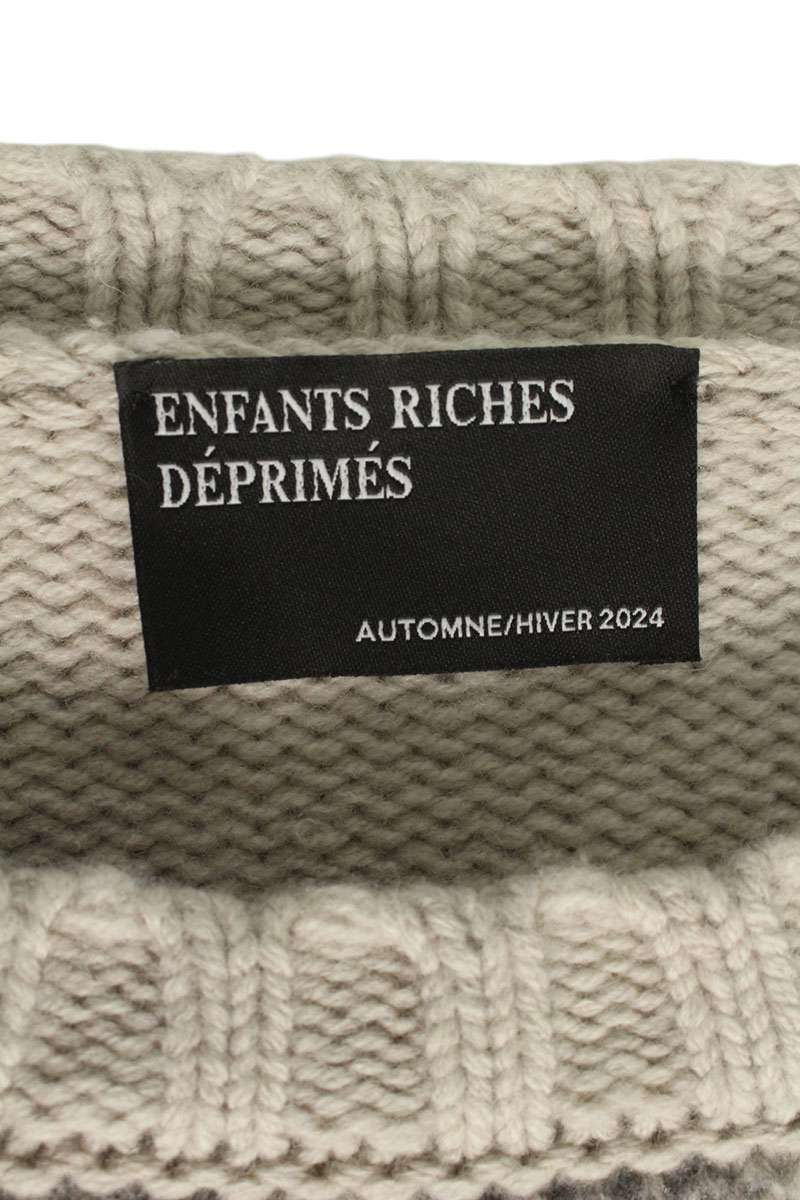 ENFANTS RICHES
DÉPRIMÉS
AUTOMNE/HIVER 2024